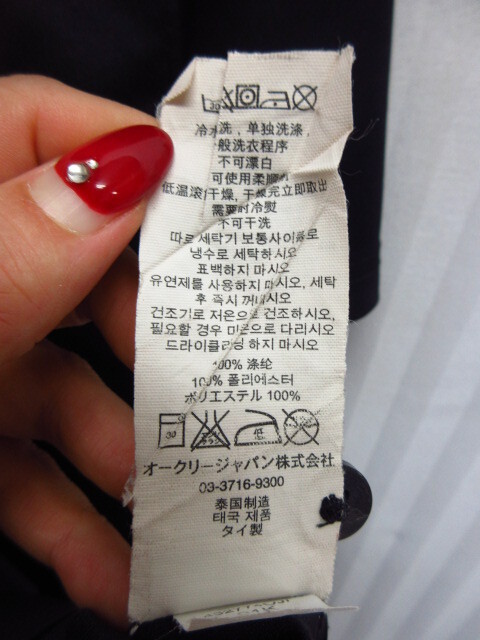 30
冷水洗，单独洗涤，
一般洗衣程序
不可漂白
可使用柔順剂
低温滚筒干燥，干燥完立即取出
需要时冷熨
不可干洗
따로 세탁기 보통사이클로
냉수로 세탁하시오
표백하지 마시오
유연제를 사용하지 마시오, 세탁
후 즉시 꺼내시오
건조기로 저온으로 건조하시오,
필요할 경우 미온으로 다리시오
드라이클리닝 하지 마시오
100% 涤纶
100% 폴리에스터
ポリエステル 100%
30 低
オークリージャパン株式会社
03-3716-9300
泰国制造
태국 제품
タイ製